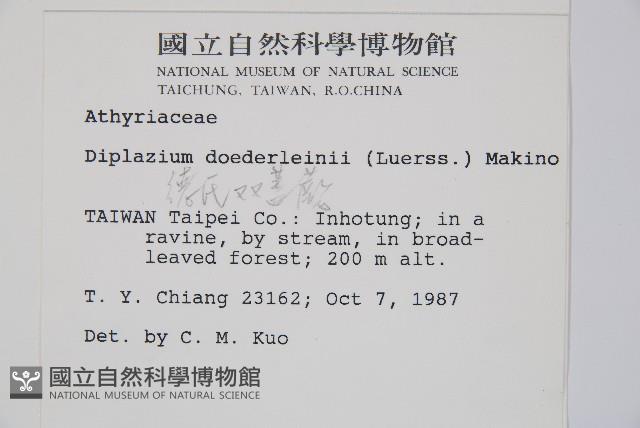 國立自然科學博物館
NATIONAL MUSEUM OF NATURAL SCIENCE
TAICHUNG, TAIWAN, R.O.CHINA
Athyriaceae
Diplazium doederleinii (Luerss.) Makino
德氏双蓋蕨
TAIWAN Taipei Co.: Inhotung; in a
ravine, by stream, in broad-
leaved forest; 200 m alt.
T. Y. Chiang 23162; Oct 7, 1987
Det. by C. M. Kuo
國立自然科學博物館
NATIONAL MUSEUM OF NATURAL SCIENCE